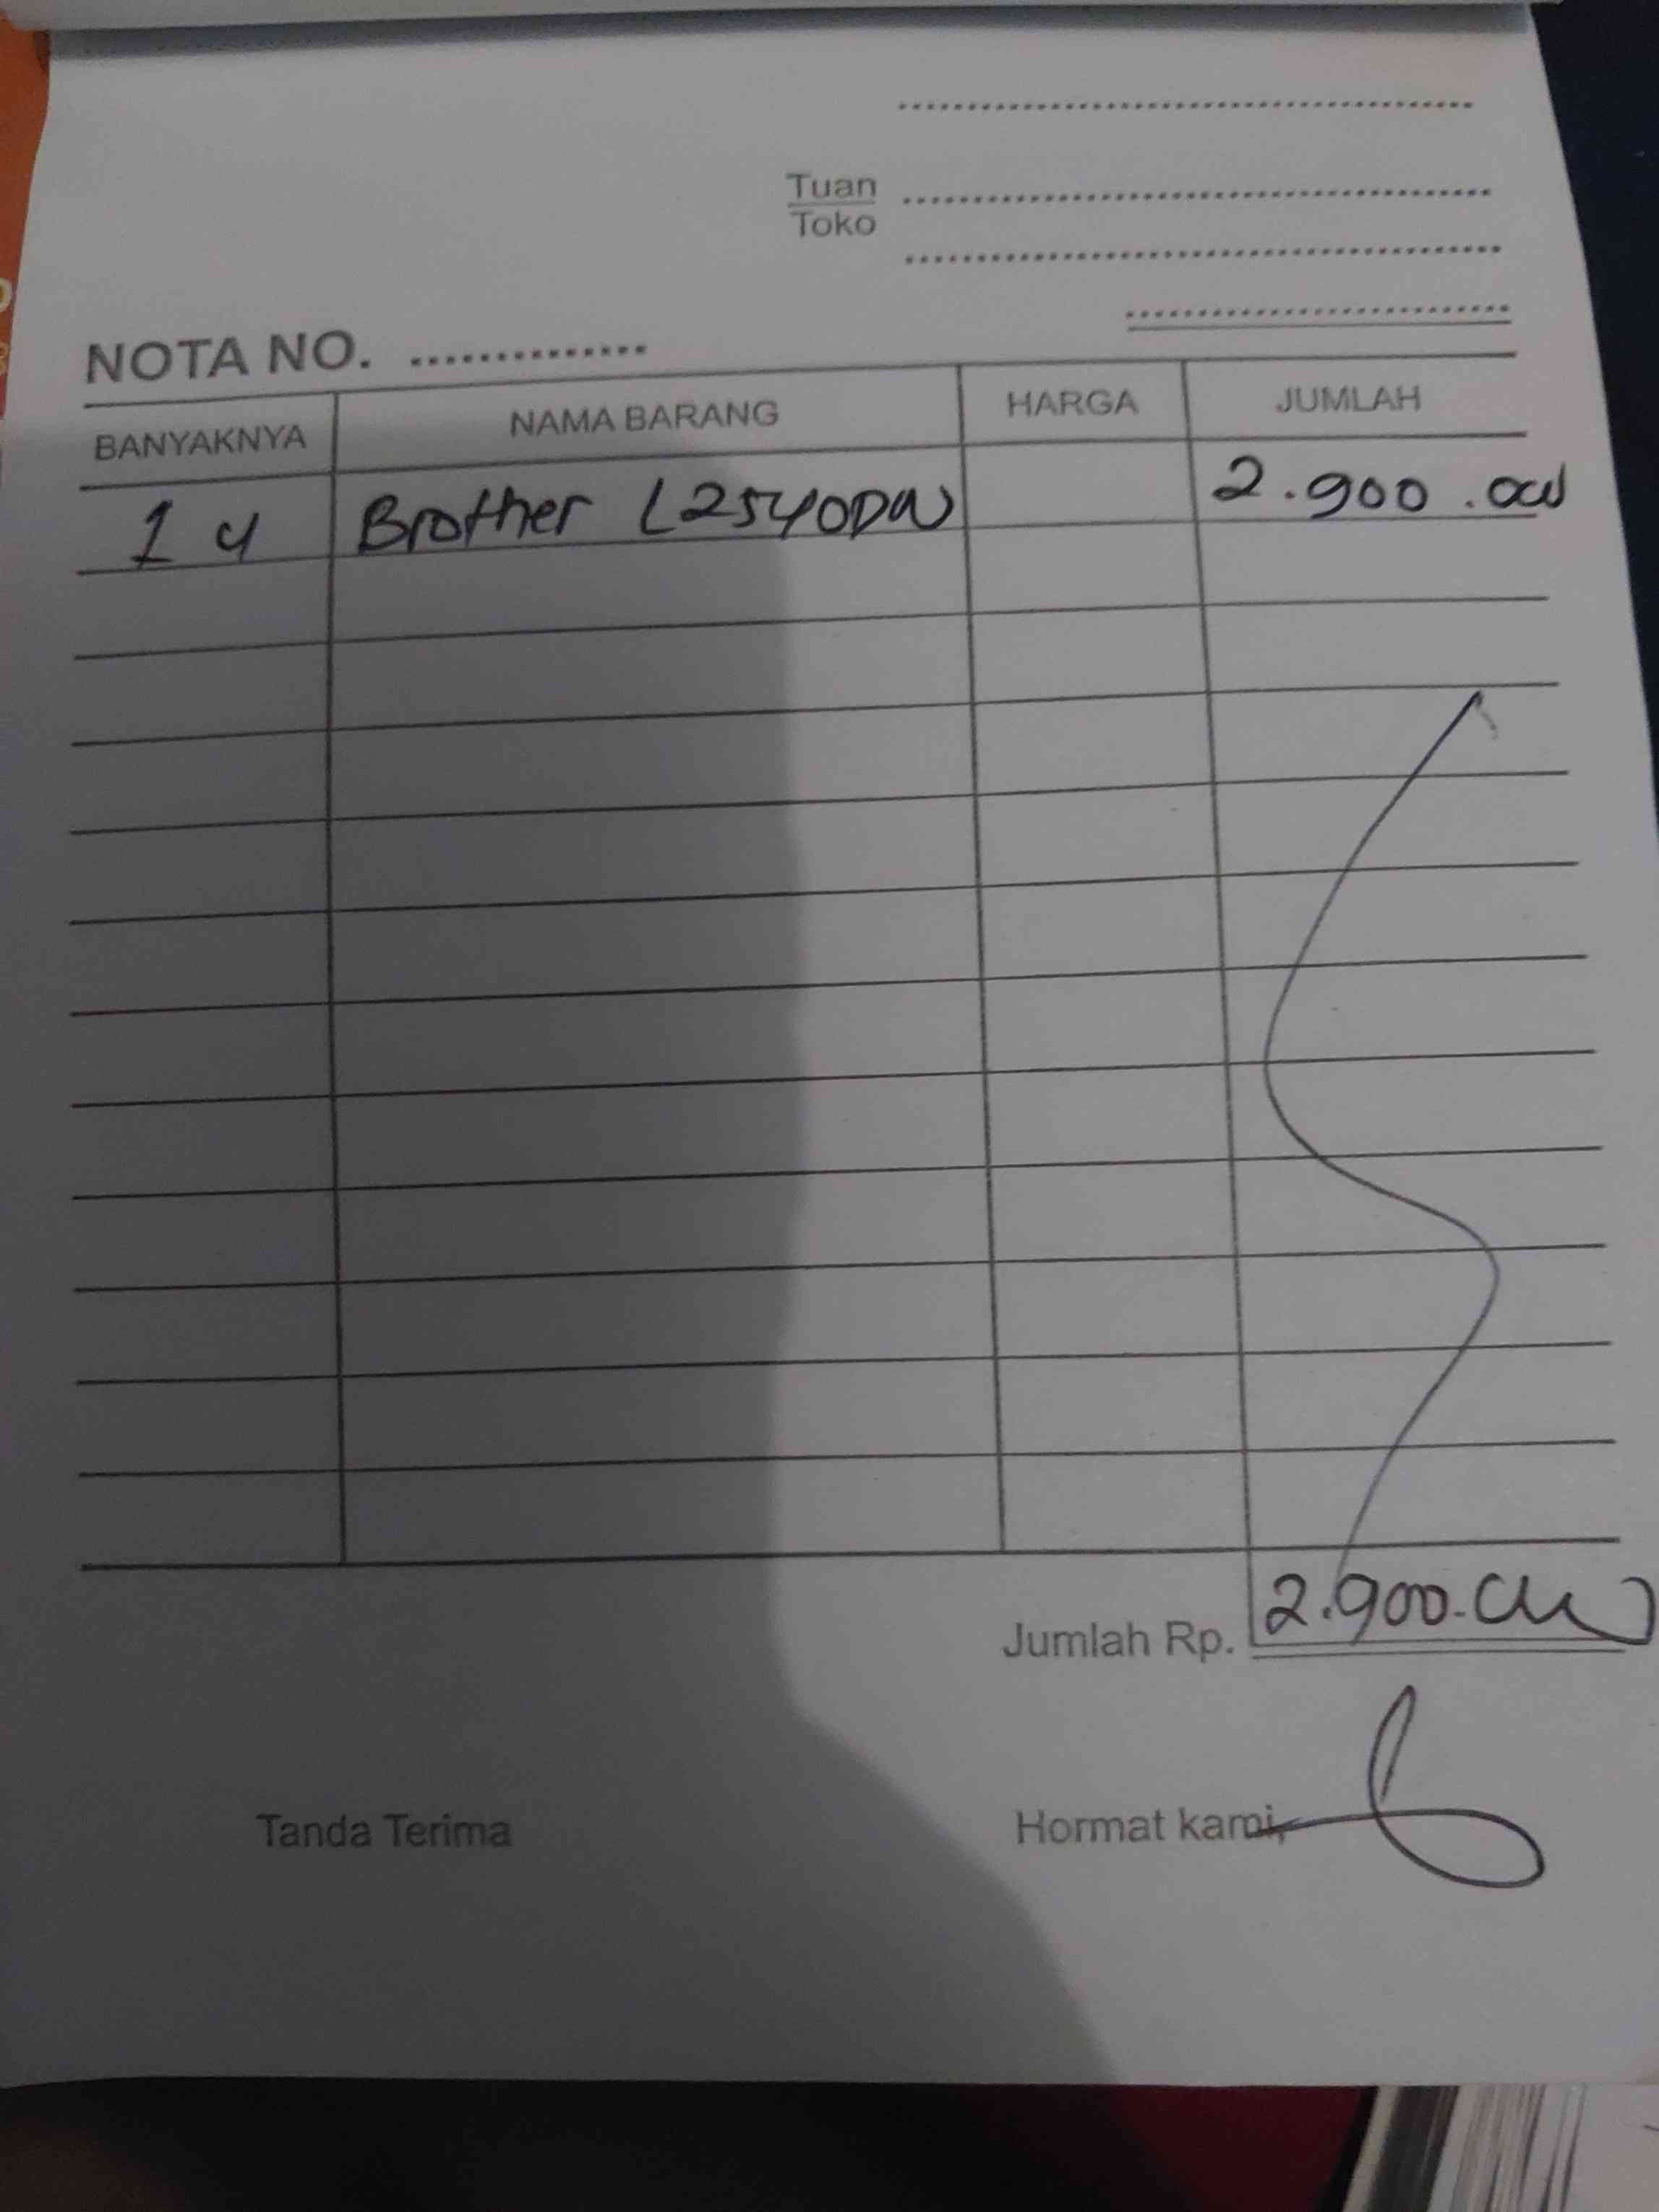 Tuan
Toko
NOTA NO.
BANYAKNYA NAMA BARANG HARGA JUMLAH
1 u Brother L2540DW 2.900.000
Jumlah Rp. 2.900.000
Tanda Terima Hormat kami,